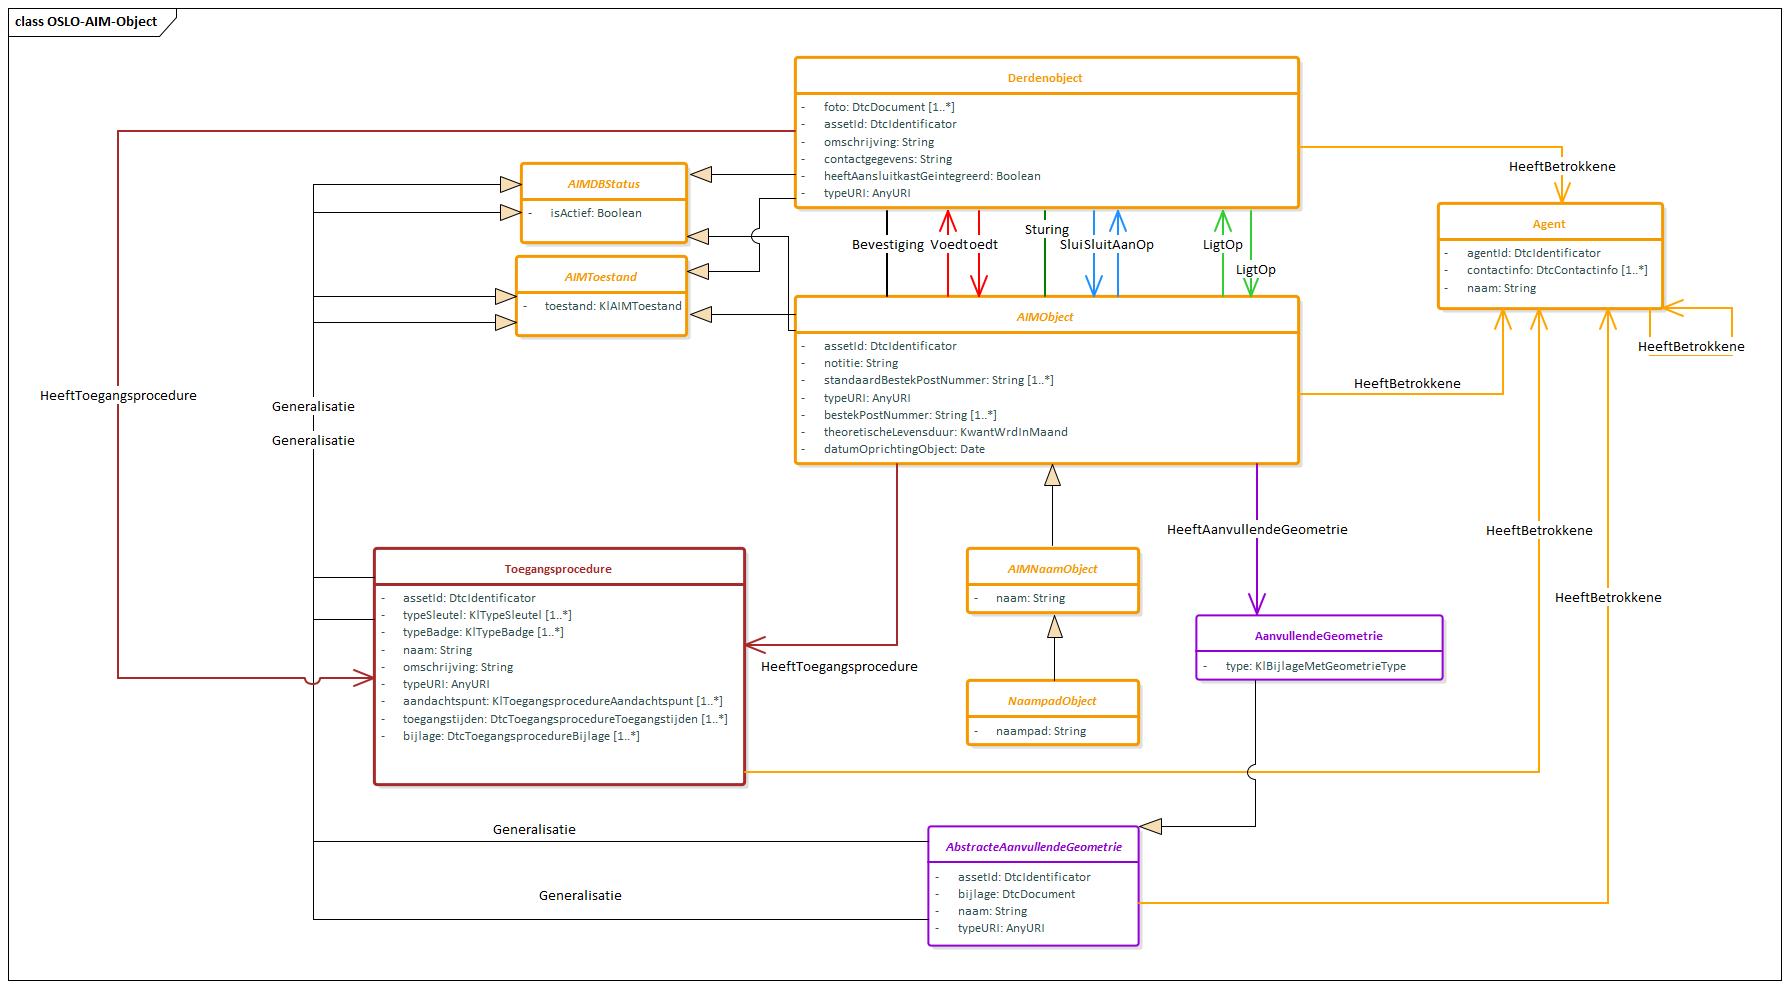 class OSLO-AIM-Object
Derdenobject
- foto: DtcDocument [1..*]
- assetId: DtcIdentificator
- omschrijving: String
- contactgegevens: String
- heeftAansluitkastGeintegreerd: Boolean
- typeURI: AnyURI
AIMDBStatus
- isActief: Boolean
AIMToestand
- toestand: KlAIMToestand
HeeftBetrokkene
Agent
- agentId: DtcIdentificator
- contactinfo: DtcContactinfo [1..*]
- naam: String
HeeftBetrokkene
Bevestiging
Voedt
oedt
Sturing
Slui
SluitAanOp
LigtOp
LigtOp
AIMObject
- assetId: DtcIdentificator
- notitie: String
- standaardBestekPostNummer: String [1..*]
- typeURI: AnyURI
- bestekPostNummer: String [1..*]
- theoretischeLevensduur: KwantWrdInMaand
- datumOprichtingObject: Date
HeeftBetrokkene
HeeftToegangsprocedure
Generalisatie
Generalisatie
HeeftAanvullendeGeometrie
HeeftBetrokkene
HeeftBetrokkene
Toegangsprocedure
- assetId: DtcIdentificator
- typeSleutel: KlTypeSleutel [1..*]
- typeBadge: KlTypeBadge [1..*]
- naam: String
- omschrijving: String
- typeURI: AnyURI
- aandachtspunt: KlToegangsprocedureAandachtspunt [1..*]
- toegangstijden: DtcToegangsprocedureToegangstijden [1..*]
- bijlage: DtcToegangsprocedureBijlage [1..*]
HeeftToegangsprocedure
AIMNaamObject
- naam: String
NaampadObject
- naampad: String
AanvullendeGeometrie
- type: KlBijlageMetGeometrieType
Generalisatie
Generalisatie
AbstracteAanvullendeGeometrie
- assetId: DtcIdentificator
- bijlage: DtcDocument
- naam: String
- typeURI: AnyURI